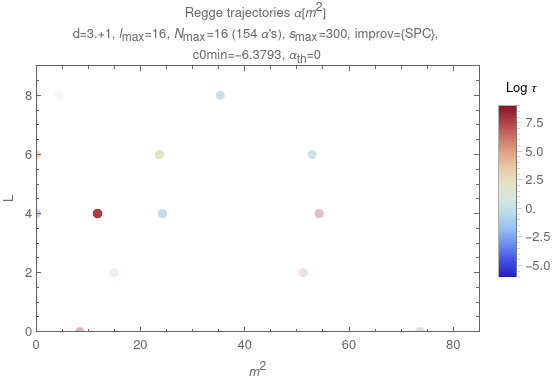 Regge trajectories α[m²]
d=3.+1, lmax=16, Nmax=16 (154 α's), smax=300, improv={SPC},
c0min=−6.3793, αth=0
Log τ
8
6
4
2
0
L
0 20 40 60 80
m²
7.5
5.0
2.5
0.
−2.5
−5.0